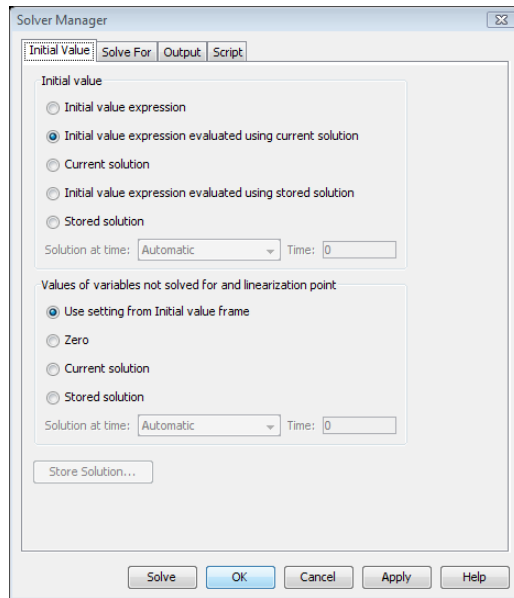 Solver Manager
Initial Value Solve For Output Script
Initial value
Initial value expression
Initial value expression evaluated using current solution
Current solution
Initial value expression evaluated using stored solution
Stored solution
Solution at time: Automatic Time: 0
Values of variables not solved for and linearization point
Use setting from Initial value frame
Zero
Current solution
Stored solution
Solution at time: Automatic Time: 0
Store Solution...
Solve OK Cancel Apply Help